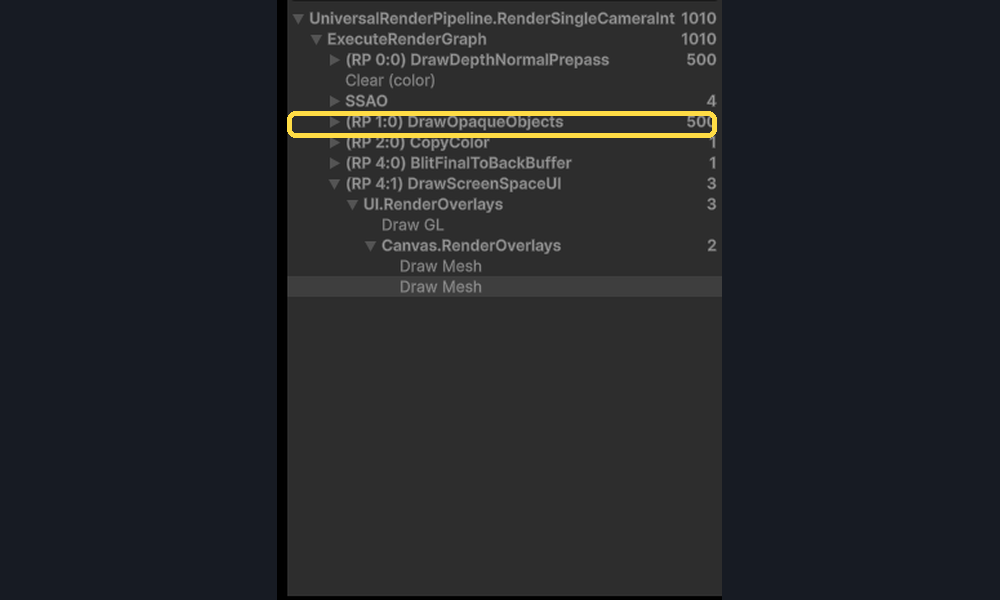 UniversalRenderPipeline.RenderSingleCameraInt 1010
ExecuteRenderGraph 1010
(RP 0:0) DrawDepthNormalPrepass 500
Clear (color)
SSAO 4
(RP 1:0) DrawOpaqueObjects 500
(RP 2:0) CopyColor 1
(RP 4:0) BlitFinalToBackBuffer 1
(RP 4:1) DrawScreenSpaceUI 3
UI.RenderOverlays 3
Draw GL
Canvas.RenderOverlays 2
Draw Mesh
Draw Mesh